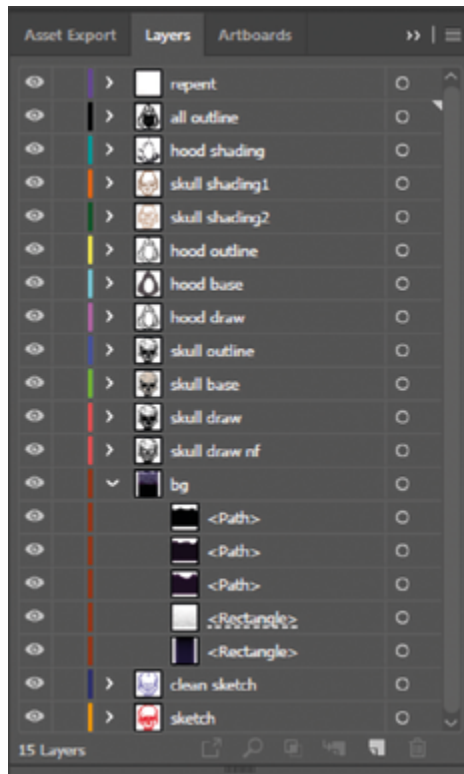 Asset Export Layers Artboards
repent
all outline
hood shading
skull shading1
skull shading2
hood outline
hood base
hood draw
skull outline
skull base
skull draw
skull draw nf
bg
<Path>
<Path>
<Path>
<Rectangle>
<Rectangle>
clean sketch
sketch
15 Layers